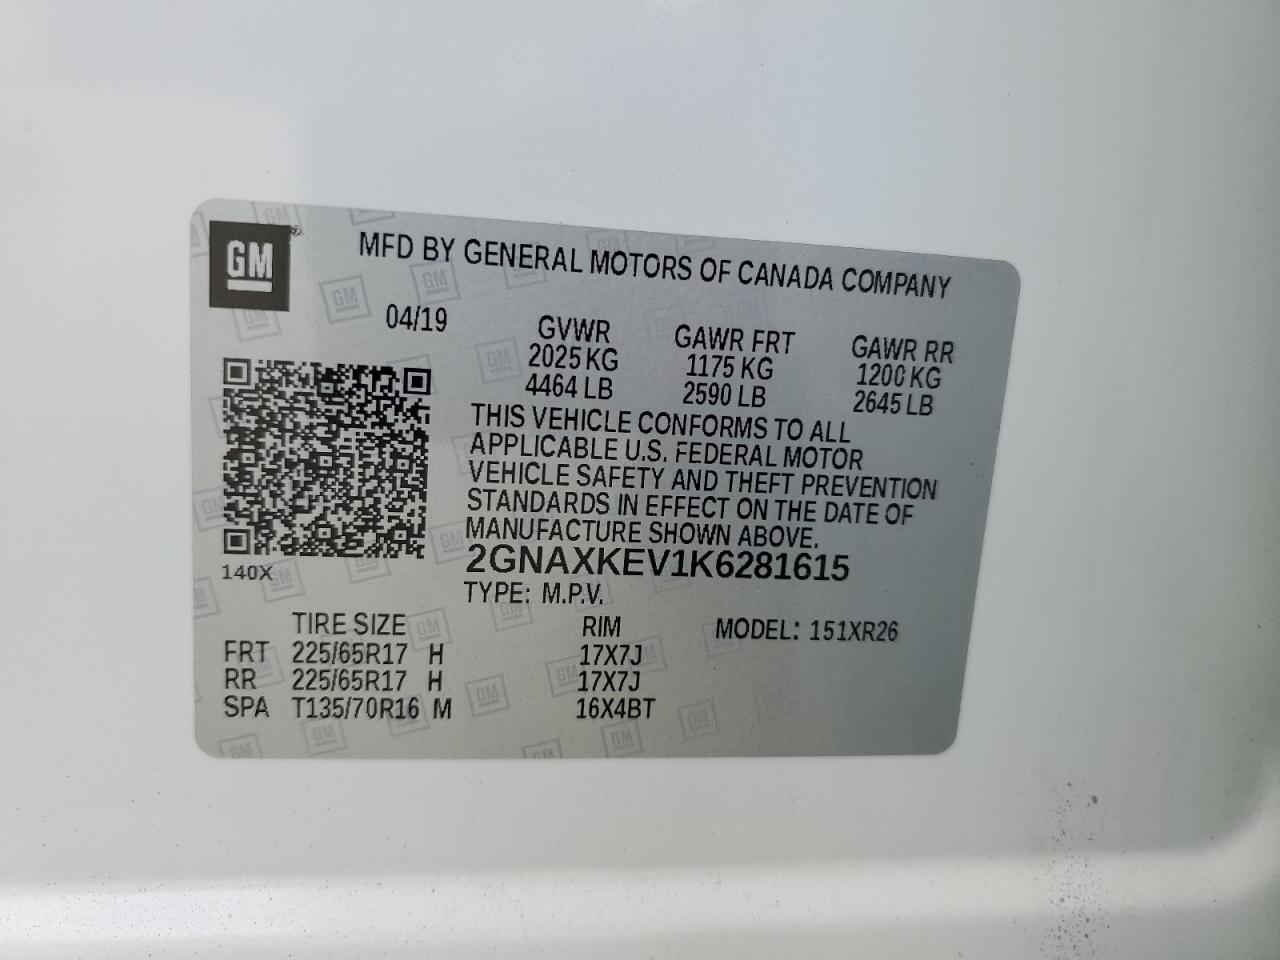 GM
MFD BY GENERAL MOTORS OF CANADA COMPANY
04/19
GVWR GAWR FRT GAWR RR
2025 KG 1175 KG 1200 KG
4464 LB 2590 LB 2645 LB
THIS VEHICLE CONFORMS TO ALL
APPLICABLE U.S. FEDERAL MOTOR
VEHICLE SAFETY AND THEFT PREVENTION
STANDARDS IN EFFECT ON THE DATE OF
MANUFACTURE SHOWN ABOVE.
2GNAXKEV1K6281615
140X
TYPE: M.P.V.
TIRE SIZE RIM MODEL: 151XR26
FRT 225/65R17 H 17X7J
RR 225/65R17 H 17X7J
SPA T135/70R16 M 16X4BT